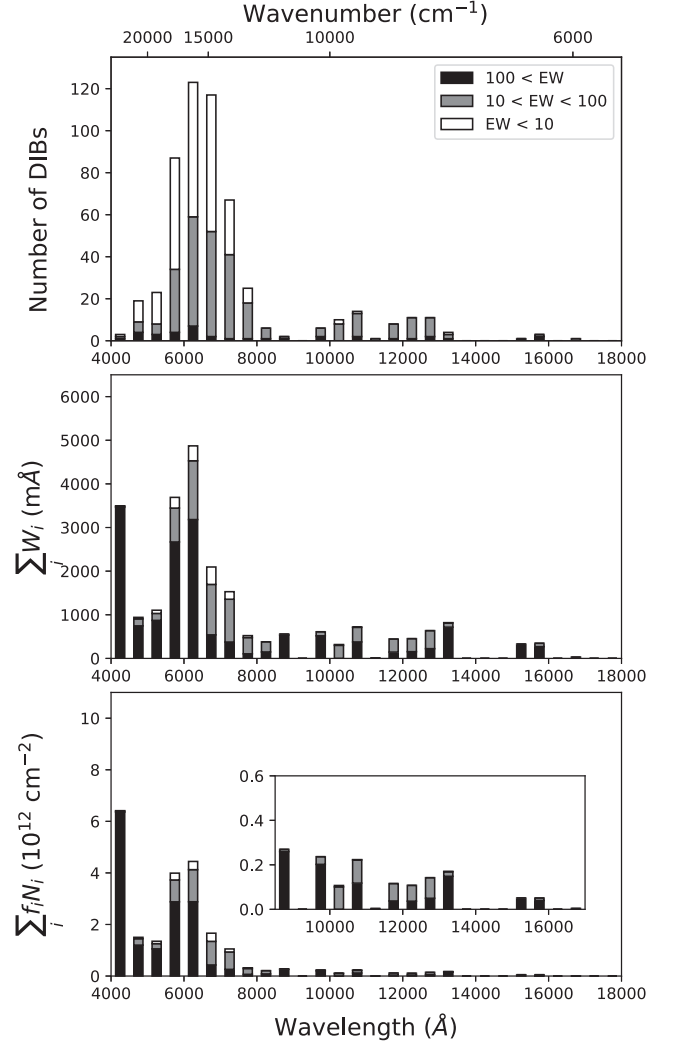 Wavenumber (cm⁻¹)
20000 15000 10000 6000
100 < EW
10 < EW < 100
EW < 10
Number of DIBs
120
100
80
60
40
20
0
4000 6000 8000 10000 12000 14000 16000 18000
∑ᵢ Wᵢ (mÅ)
6000
5000
4000
3000
2000
1000
0
4000 6000 8000 10000 12000 14000 16000 18000
∑ᵢ fᵢNᵢ (10¹² cm⁻²)
10
8
6
4
2
0
0.6
0.4
0.2
0.0
10000 12000 14000 16000
4000 6000 8000 10000 12000 14000 16000 18000
Wavelength (Å)